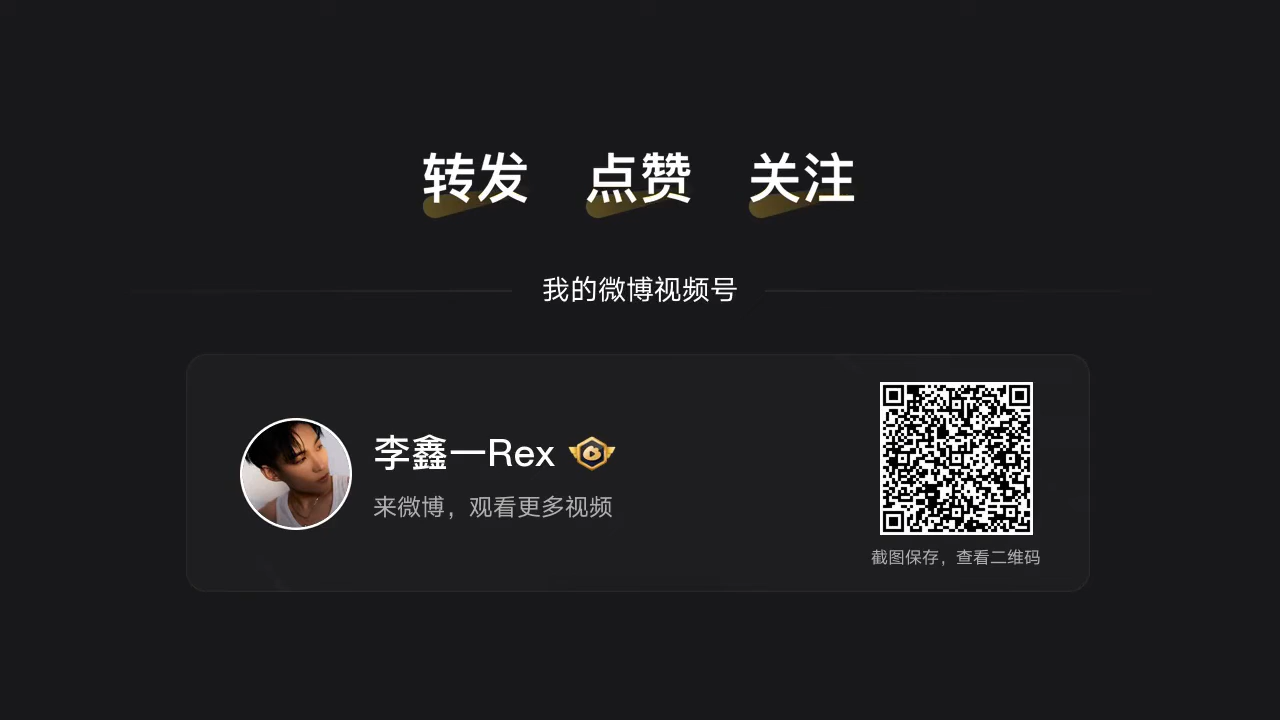 转发 点赞 关注
我的微博视频号
李鑫一Rex
来微博，观看更多视频
截图保存，查看二维码